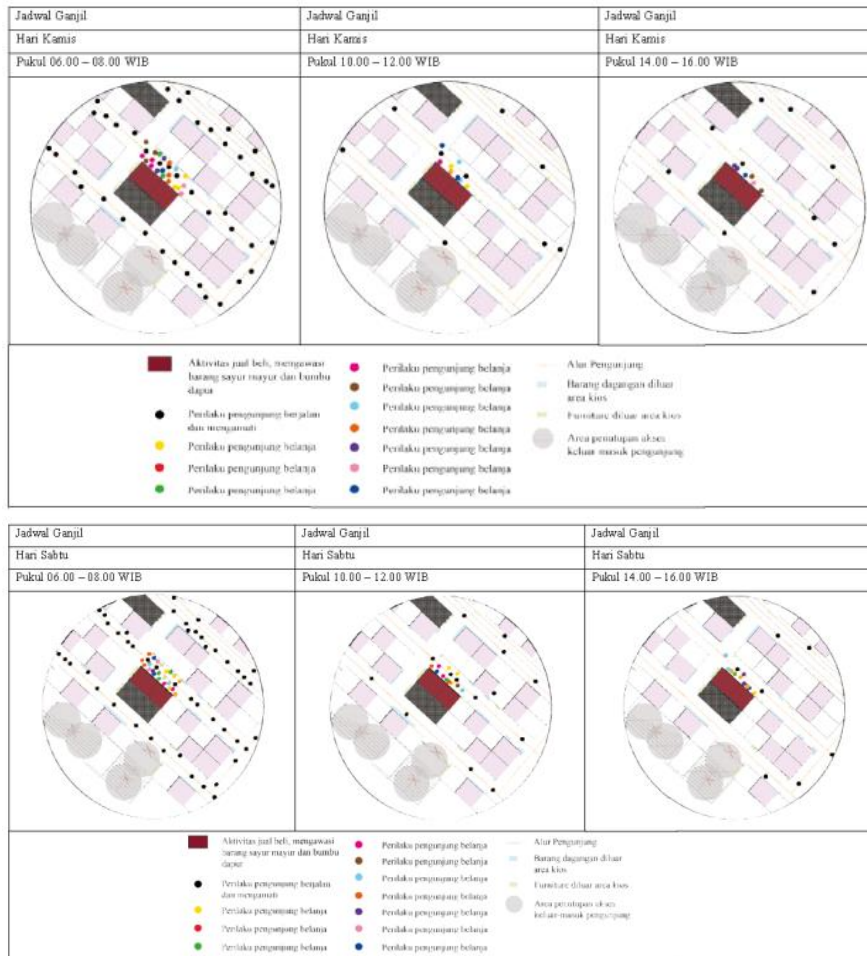 Jadwal Ganjil
Jadwal Ganjil
Jadwal Ganjil
Hari Kamis
Hari Kamis
Hari Kamis
Pukul 06.00 – 08.00 WIB
Pukul 10.00 – 12.00 WIB
Pukul 14.00 – 16.00 WIB
Aktivitas jual beli, mengawasi
barang sayur mayur dan bumbu
dapur
Perilaku pengunjung berjalan
dan mengamati
Perilaku pengunjung belanja
Perilaku pengunjung belanja
Perilaku pengunjung belanja
Perilaku pengunjung belanja
Perilaku pengunjung belanja
Perilaku pengunjung belanja
Perilaku pengunjung belanja
Perilaku pengunjung belanja
Perilaku pengunjung belanja
Perilaku pengunjung belanja
Alur Pengunjung
Barang dagangan diluar
area kios
Furniture diluar area kios
Area penutupan akses
keluar masuk pengunjung
Jadwal Ganjil
Jadwal Ganjil
Jadwal Ganjil
Hari Sabtu
Hari Sabtu
Hari Sabtu
Pukul 06.00 – 08.00 WIB
Pukul 10.00 – 12.00 WIB
Pukul 14.00 – 16.00 WIB
Aktivitas jual beli, mengawasi
barang sayur mayur dan bumbu
dapur
Perilaku pengunjung berjalan
dan mengamati
Perilaku pengunjung belanja
Perilaku pengunjung belanja
Perilaku pengunjung belanja
Perilaku pengunjung belanja
Perilaku pengunjung belanja
Perilaku pengunjung belanja
Perilaku pengunjung belanja
Perilaku pengunjung belanja
Perilaku pengunjung belanja
Perilaku pengunjung belanja
Alur Pengunjung
Barang dagangan diluar
area kios
Furniture diluar area kios
Area penutupan akses
keluar-masuk pengunjung